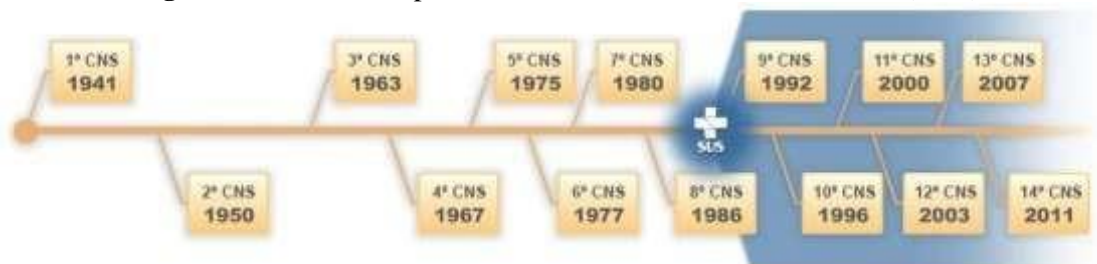 1ª CNS
1941
3ª CNS
1963
5ª CNS
1975
7ª CNS
1980
9ª CNS
1992
11ª CNS
2000
13ª CNS
2007
SUS
2ª CNS
1950
4ª CNS
1967
6ª CNS
1977
8ª CNS
1986
10ª CNS
1996
12ª CNS
2003
14ª CNS
2011